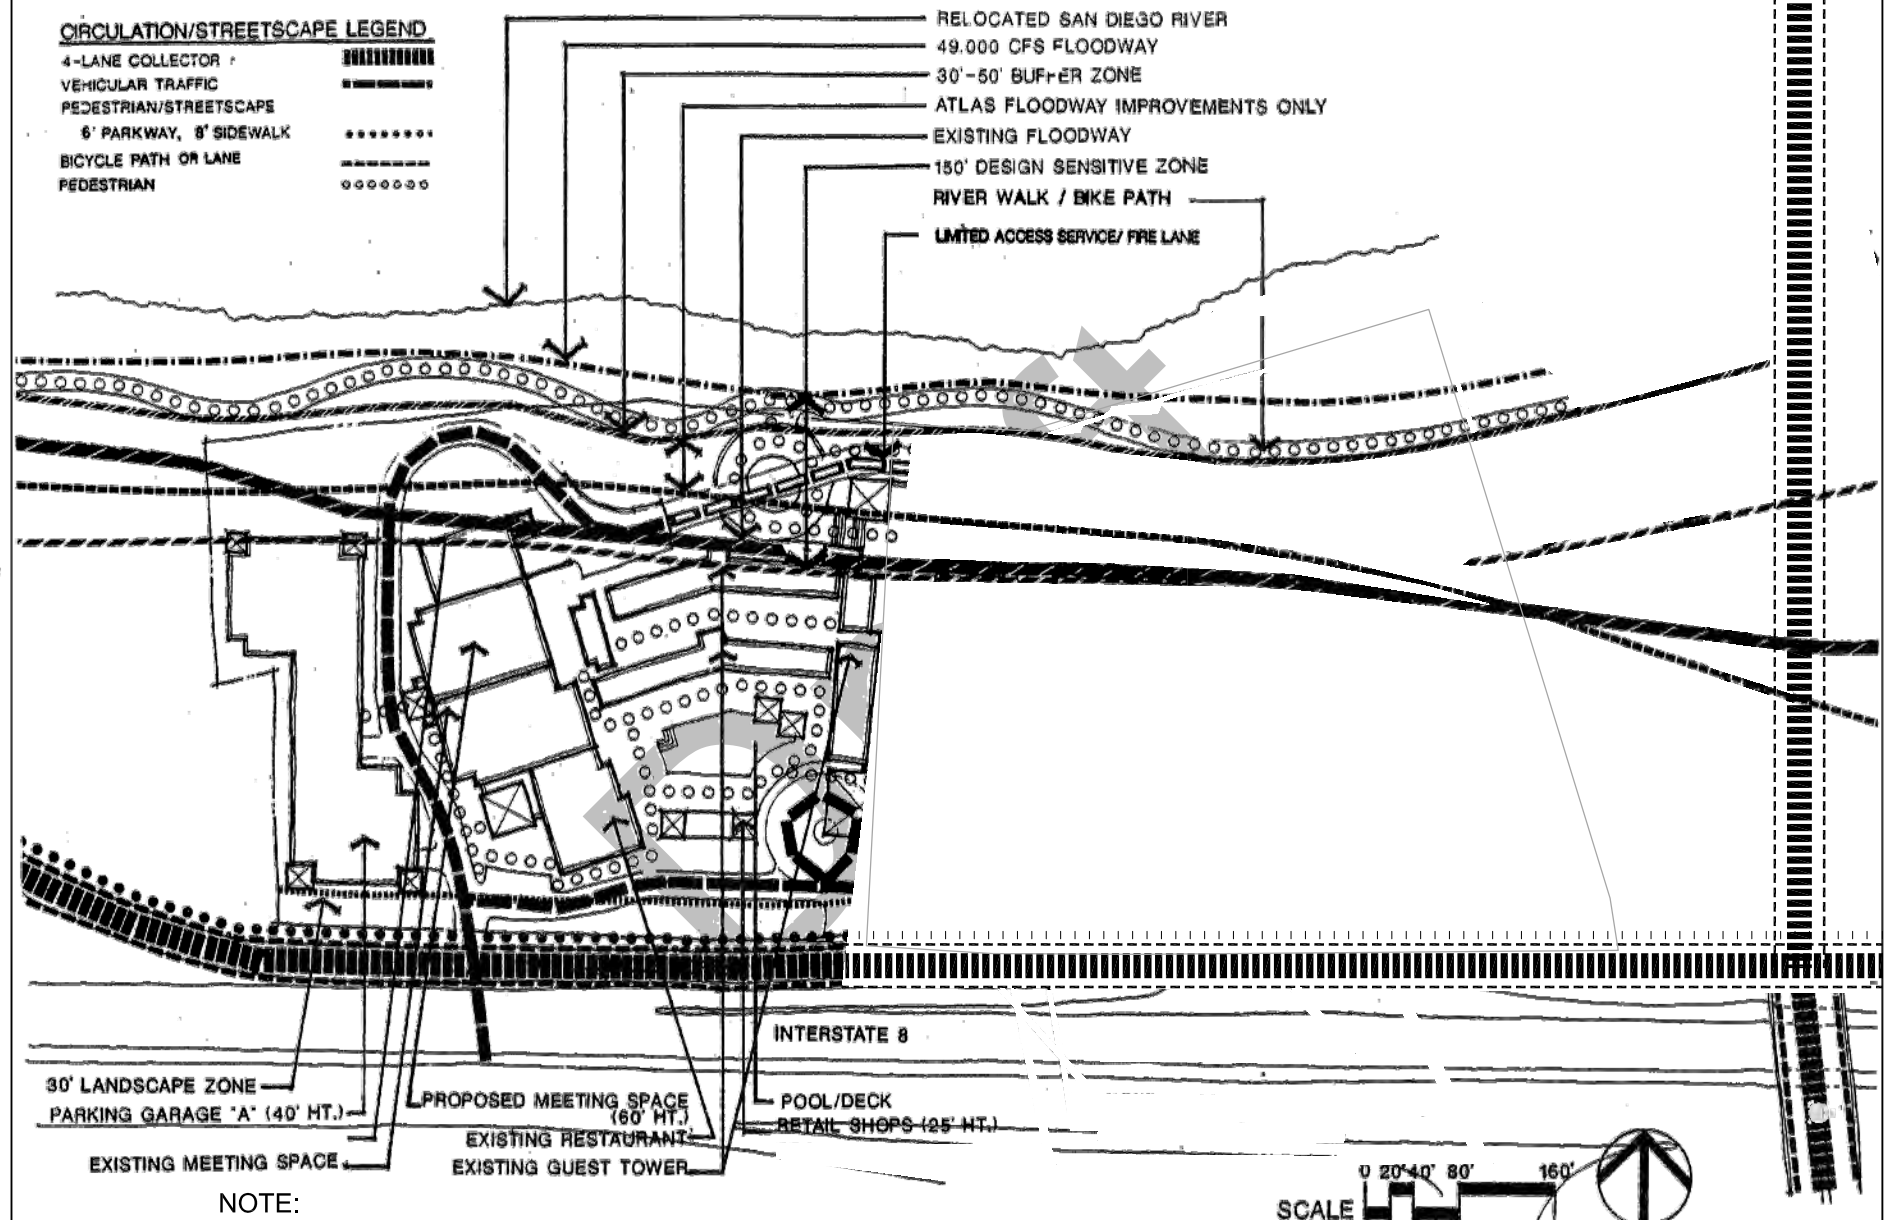 CIRCULATION/STREETSCAPE LEGEND
4-LANE COLLECTOR
VEHICULAR TRAFFIC
PEDESTRIAN/STREETSCAPE
6' PARKWAY, 8' SIDEWALK
BICYCLE PATH OR LANE
PEDESTRIAN
RELOCATED SAN DIEGO RIVER
49.000 CFS FLOODWAY
30'-50' BUFFER ZONE
ATLAS FLOODWAY IMPROVEMENTS ONLY
EXISTING FLOODWAY
150' DESIGN SENSITIVE ZONE
RIVER WALK / BIKE PATH
LIMITED ACCESS SERVICE/ FIRE LANE
INTERSTATE 8
30' LANDSCAPE ZONE
PARKING GARAGE "A" (40' HT.)
EXISTING MEETING SPACE
PROPOSED MEETING SPACE
(60' HT.)
EXISTING RESTAURANT
EXISTING GUEST TOWER
POOL/DECK
RETAIL SHOPS (25' HT.)
NOTE:
0 20' 40' 80' 160'
SCALE